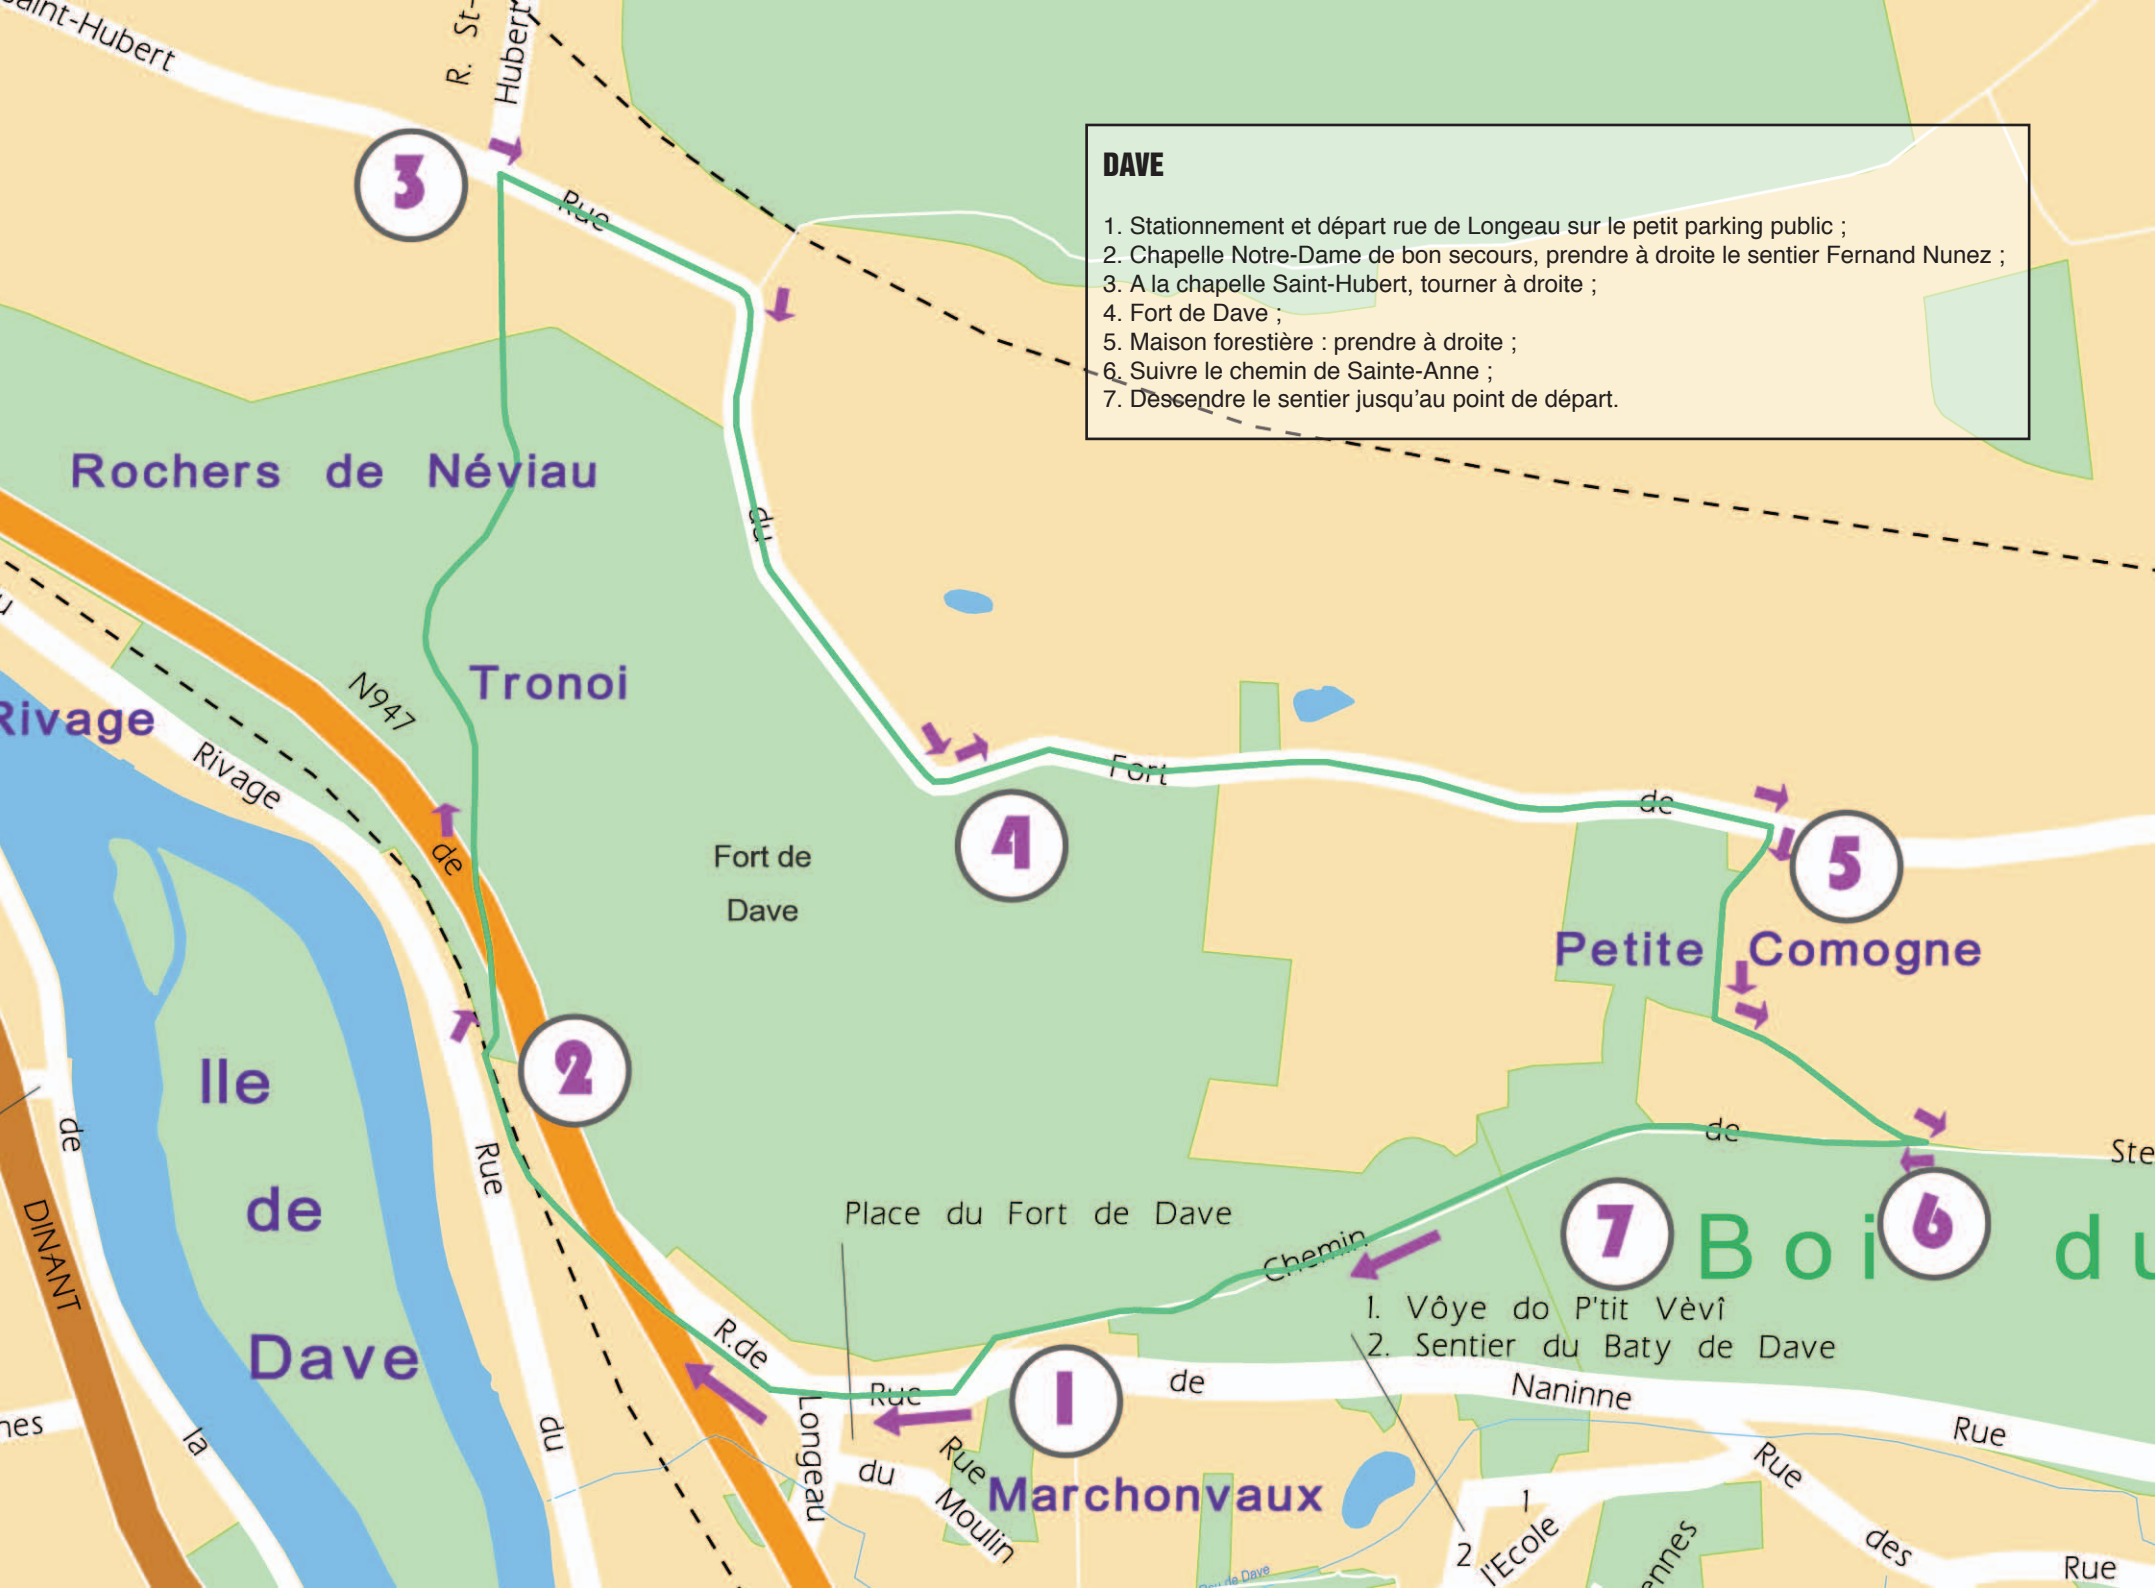 Saint-Hubert
R. St-
Hubert
3
Rue
DAVE
1. Stationnement et départ rue de Longeau sur le petit parking public ;
2. Chapelle Notre-Dame de bon secours, prendre à droite le sentier Fernand Nunez ;
3. A la chapelle Saint-Hubert, tourner à droite ;
4. Fort de Dave ;
5. Maison forestière : prendre à droite ;
6. Suivre le chemin de Sainte-Anne ;
7. Descendre le sentier jusqu'au point de départ.
Rochers de Néviau
du
Tronoi
N947
Rivage
Rivage
Fort
de
de
Fort de
Dave
4
5
Petite Comogne
2
Ile
de
Dave
de
Rue
de
Ste
Place du Fort de Dave
7
6
Boi du
Chemin
DINANT
1. Vôye do P'tit Vèvî
2. Sentier du Baty de Dave
R.de
Rue
1
de
Naninne
Rue
nes
la
du
Longeau
du
Rue
Moulin
Marchonvaux
Rue
des
Rue
1
2
l'Ecole
ennes
de Dave